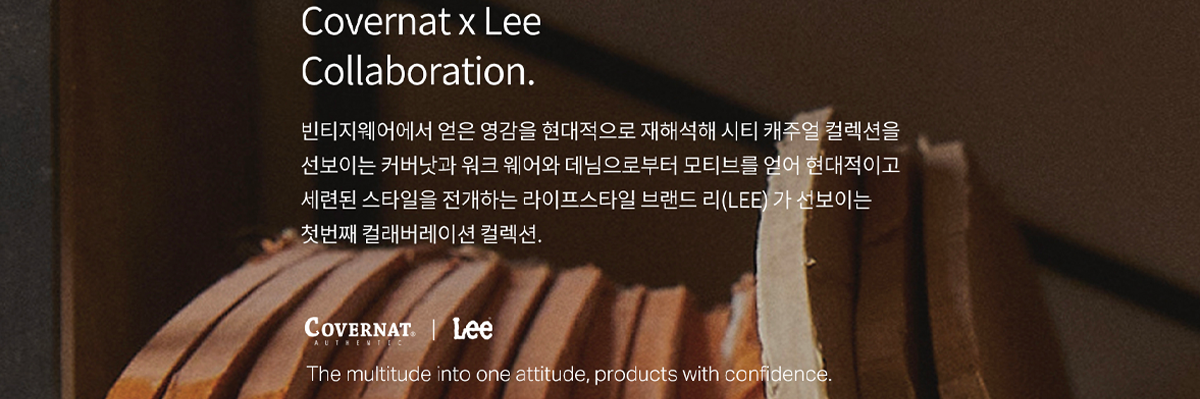 Covernat x Lee
Collaboration.
빈티지웨어에서 얻은 영감을 현대적으로 재해석해 시티 캐주얼 컬렉션을
선보이는 커버낫과 워크 웨어와 데님으로부터 모티브를 얻어 현대적이고
세련된 스타일을 전개하는 라이프스타일 브랜드 리(LEE) 가 선보이는
첫번째 컬래버레이션 컬렉션.
COVERNAT® | Lee
AUTHENTIC
The multitude into one attitude, products with confidence.